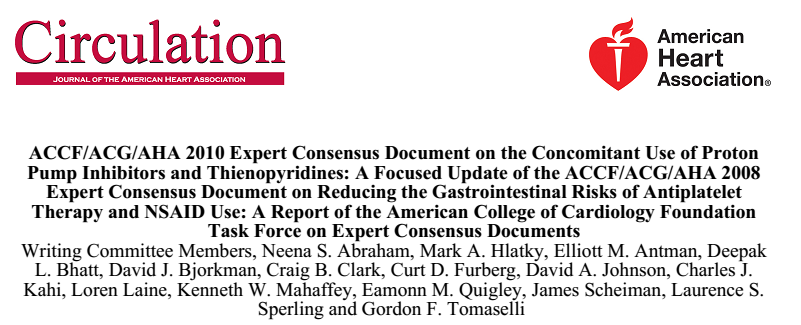 Circulation
JOURNAL OF THE AMERICAN HEART ASSOCIATION
American
Heart
Association®
ACCF/ACG/AHA 2010 Expert Consensus Document on the Concomitant Use of Proton
Pump Inhibitors and Thienopyridines: A Focused Update of the ACCF/ACG/AHA 2008
Expert Consensus Document on Reducing the Gastrointestinal Risks of Antiplatelet
Therapy and NSAID Use: A Report of the American College of Cardiology Foundation
Task Force on Expert Consensus Documents
Writing Committee Members, Neena S. Abraham, Mark A. Hlatky, Elliott M. Antman, Deepak
L. Bhatt, David J. Bjorkman, Craig B. Clark, Curt D. Furberg, David A. Johnson, Charles J.
Kahi, Loren Laine, Kenneth W. Mahaffey, Eamonn M. Quigley, James Scheiman, Laurence S.
Sperling and Gordon F. Tomaselli